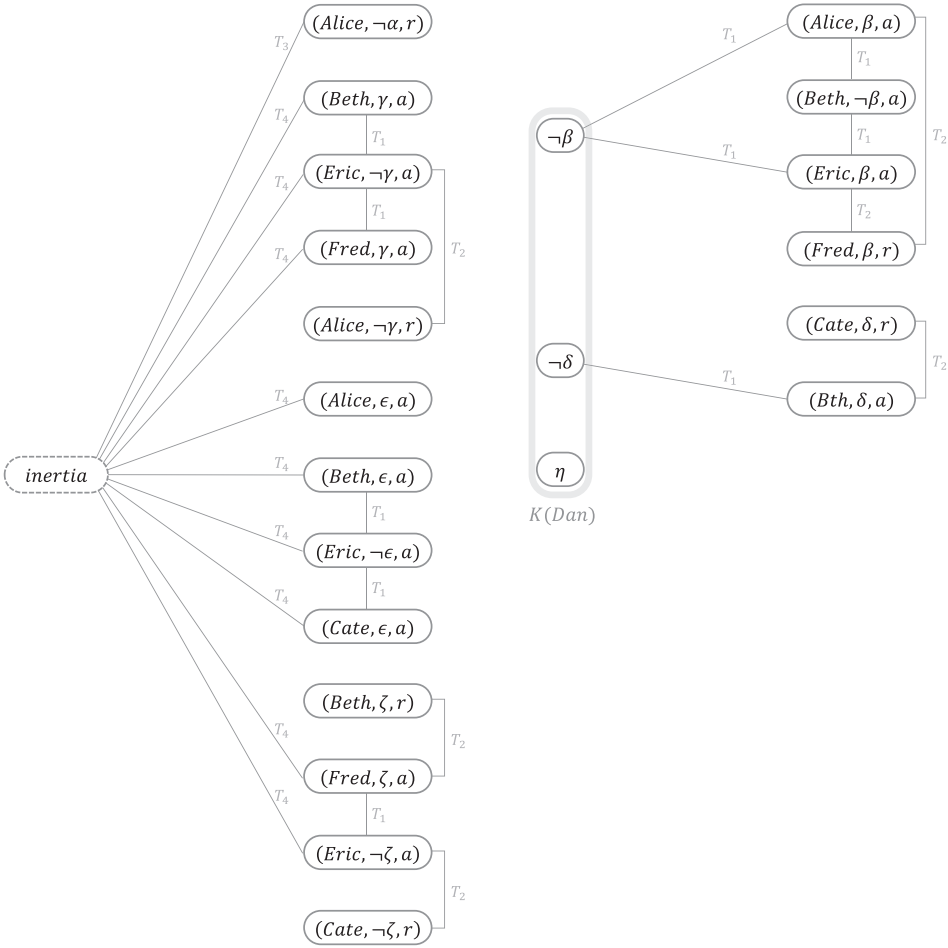 (Alice, ¬α, r)
T₃
(Beth, γ, a)
T₄
T₁
(Eric, ¬γ, a)
T₄
T₁
(Fred, γ, a)
T₄
T₂
(Alice, ¬γ, r)
(Alice, ϵ, a)
T₄
inertia
(Beth, ϵ, a)
T₄
T₁
(Eric, ¬ϵ, a)
T₄
T₁
(Cate, ϵ, a)
T₄
(Beth, ζ, r)
T₂
(Fred, ζ, a)
T₄
T₁
(Eric, ¬ζ, a)
T₄
T₂
(Cate, ¬ζ, r)
¬β
¬δ
η
K(Dan)
T₁
T₁
T₁
(Alice, β, a)
T₁
(Beth, ¬β, a)
T₁
T₂
(Eric, β, a)
T₂
(Fred, β, r)
(Cate, δ, r)
T₂
(Bth, δ, a)